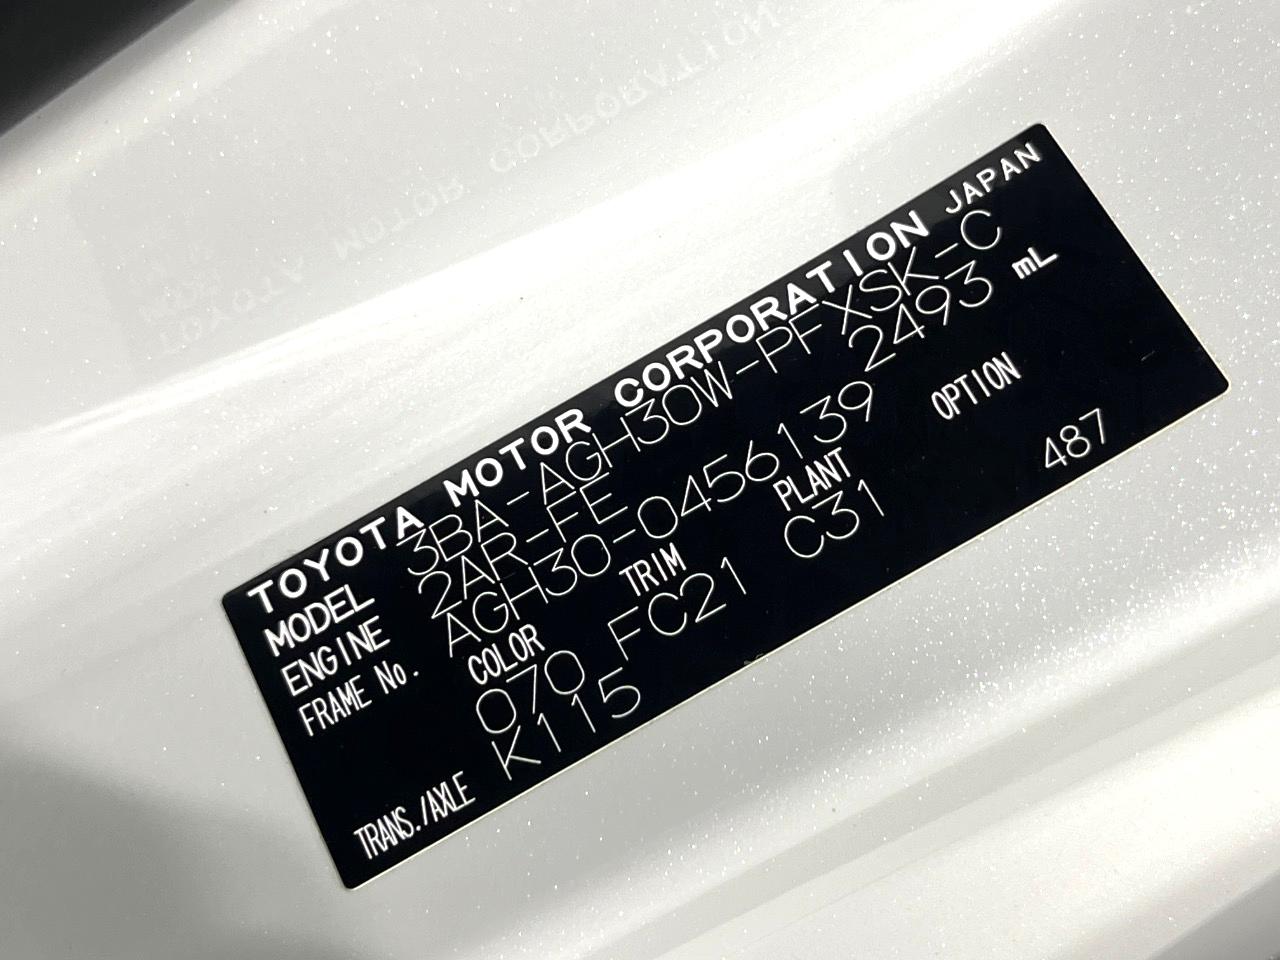 TOYOTA MOTOR CORPORATION JAPAN
MODEL 3BA-AGH30W-PFXSK-C
ENGINE 2AR-FE 2493 mL
FRAME No. AGH30-0456139
COLOR TRIM PLANT OPTION
070 FC21 C31 487
TRANS./AXLE K115